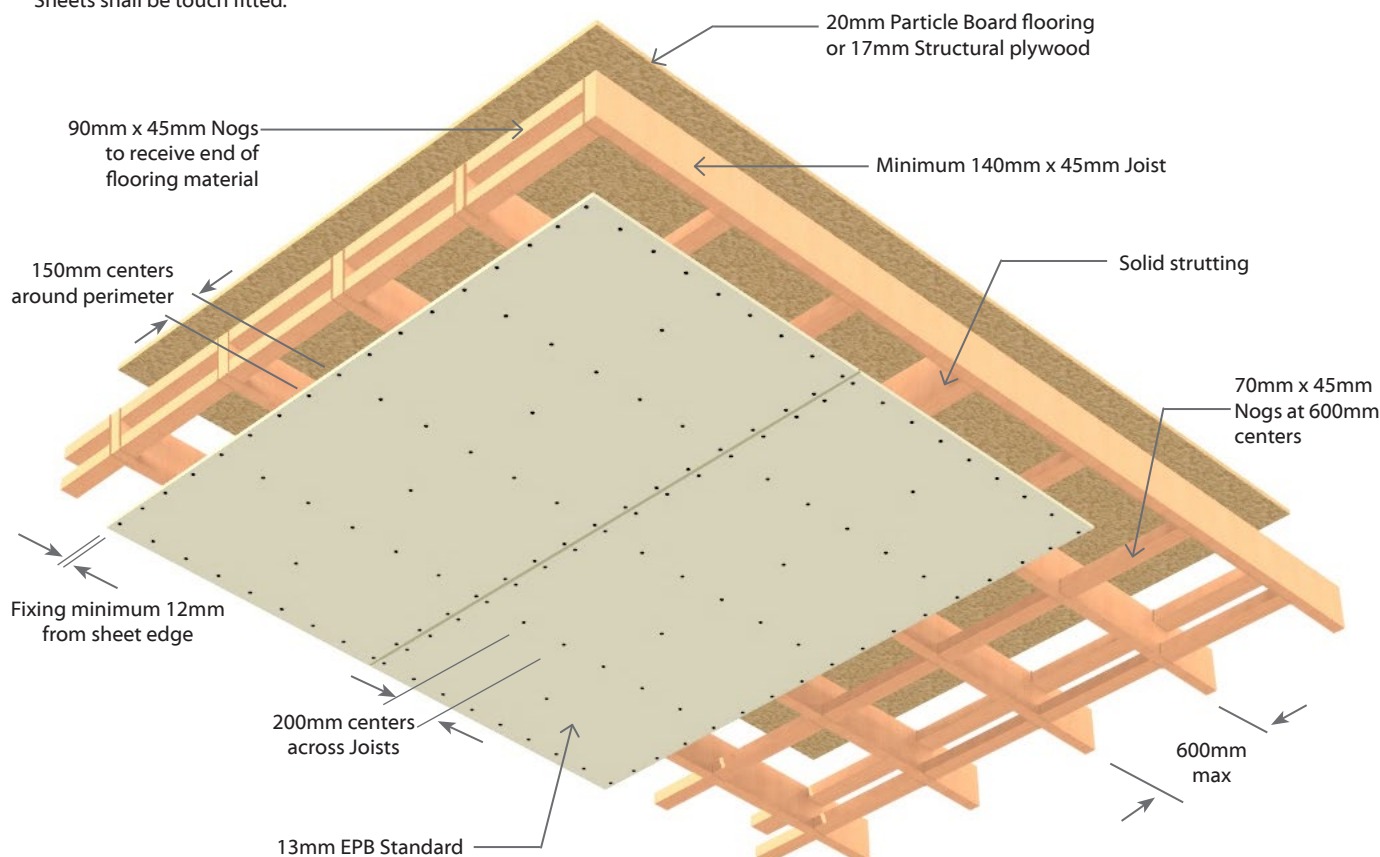 Sheets shall be touch fitted.
20mm Particle Board flooring
or 17mm Structural plywood
90mm x 45mm Nogs
to receive end of
flooring material
Minimum 140mm x 45mm Joist
150mm centers
around perimeter
Solid strutting
70mm x 45mm
Nogs at 600mm
centers
Fixing minimum 12mm
from sheet edge
200mm centers
across Joists
600mm
max
13mm EPB Standard